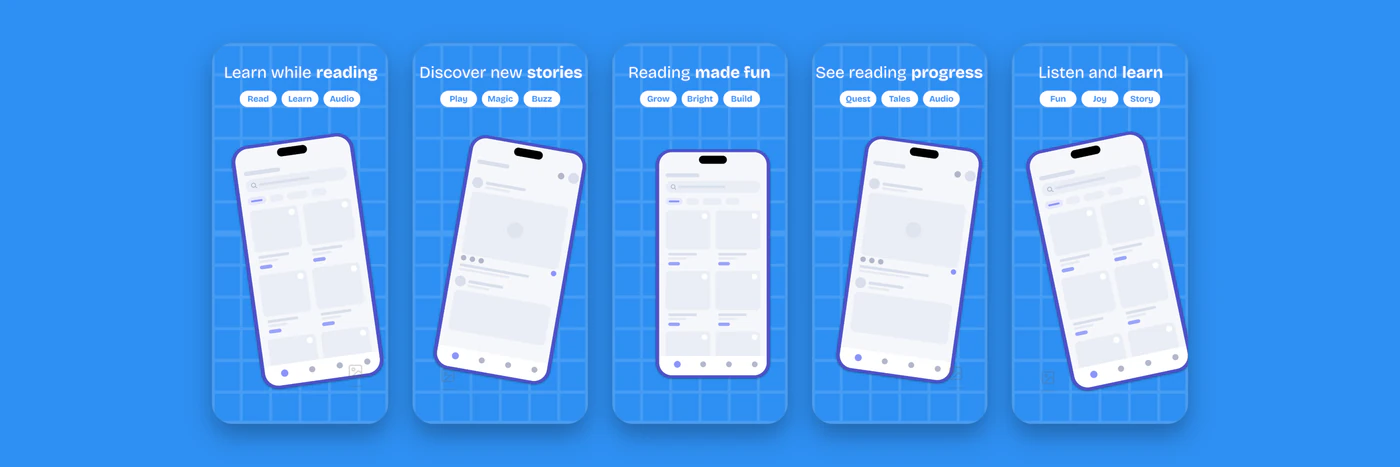 Learn while reading
Read Learn Audio
Discover new stories
Play Magic Buzz
Reading made fun
Grow Bright Build
See reading progress
Quest Tales Audio
Listen and learn
Fun Joy Story